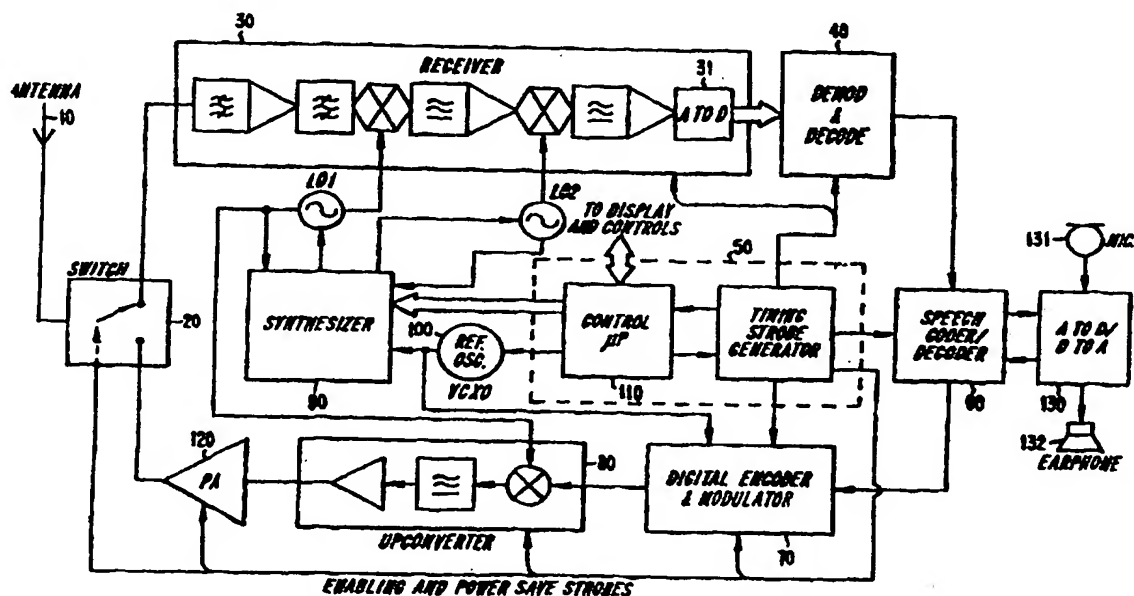 30
RECEIVER
31
A TO D
40
DEMOD
&
DECODE
ANTENNA
10
LO1
LO2
TO DISPLAY
AND CONTROLS
50
131
MIC.
SWITCH
20
SYNTHESIZER
90
100
REF.
OSC.
VCXO
CONTROL
μP
110
TIMING
STROBE
GENERATOR
SPEECH
CODER/
DECODER
60
A TO D/
D TO A
130
132
EARPHONE
120
PA
80
UPCONVERTER
DIGITAL ENCODER
& MODULATOR
70
ENABLING AND POWER SAVE STROBES